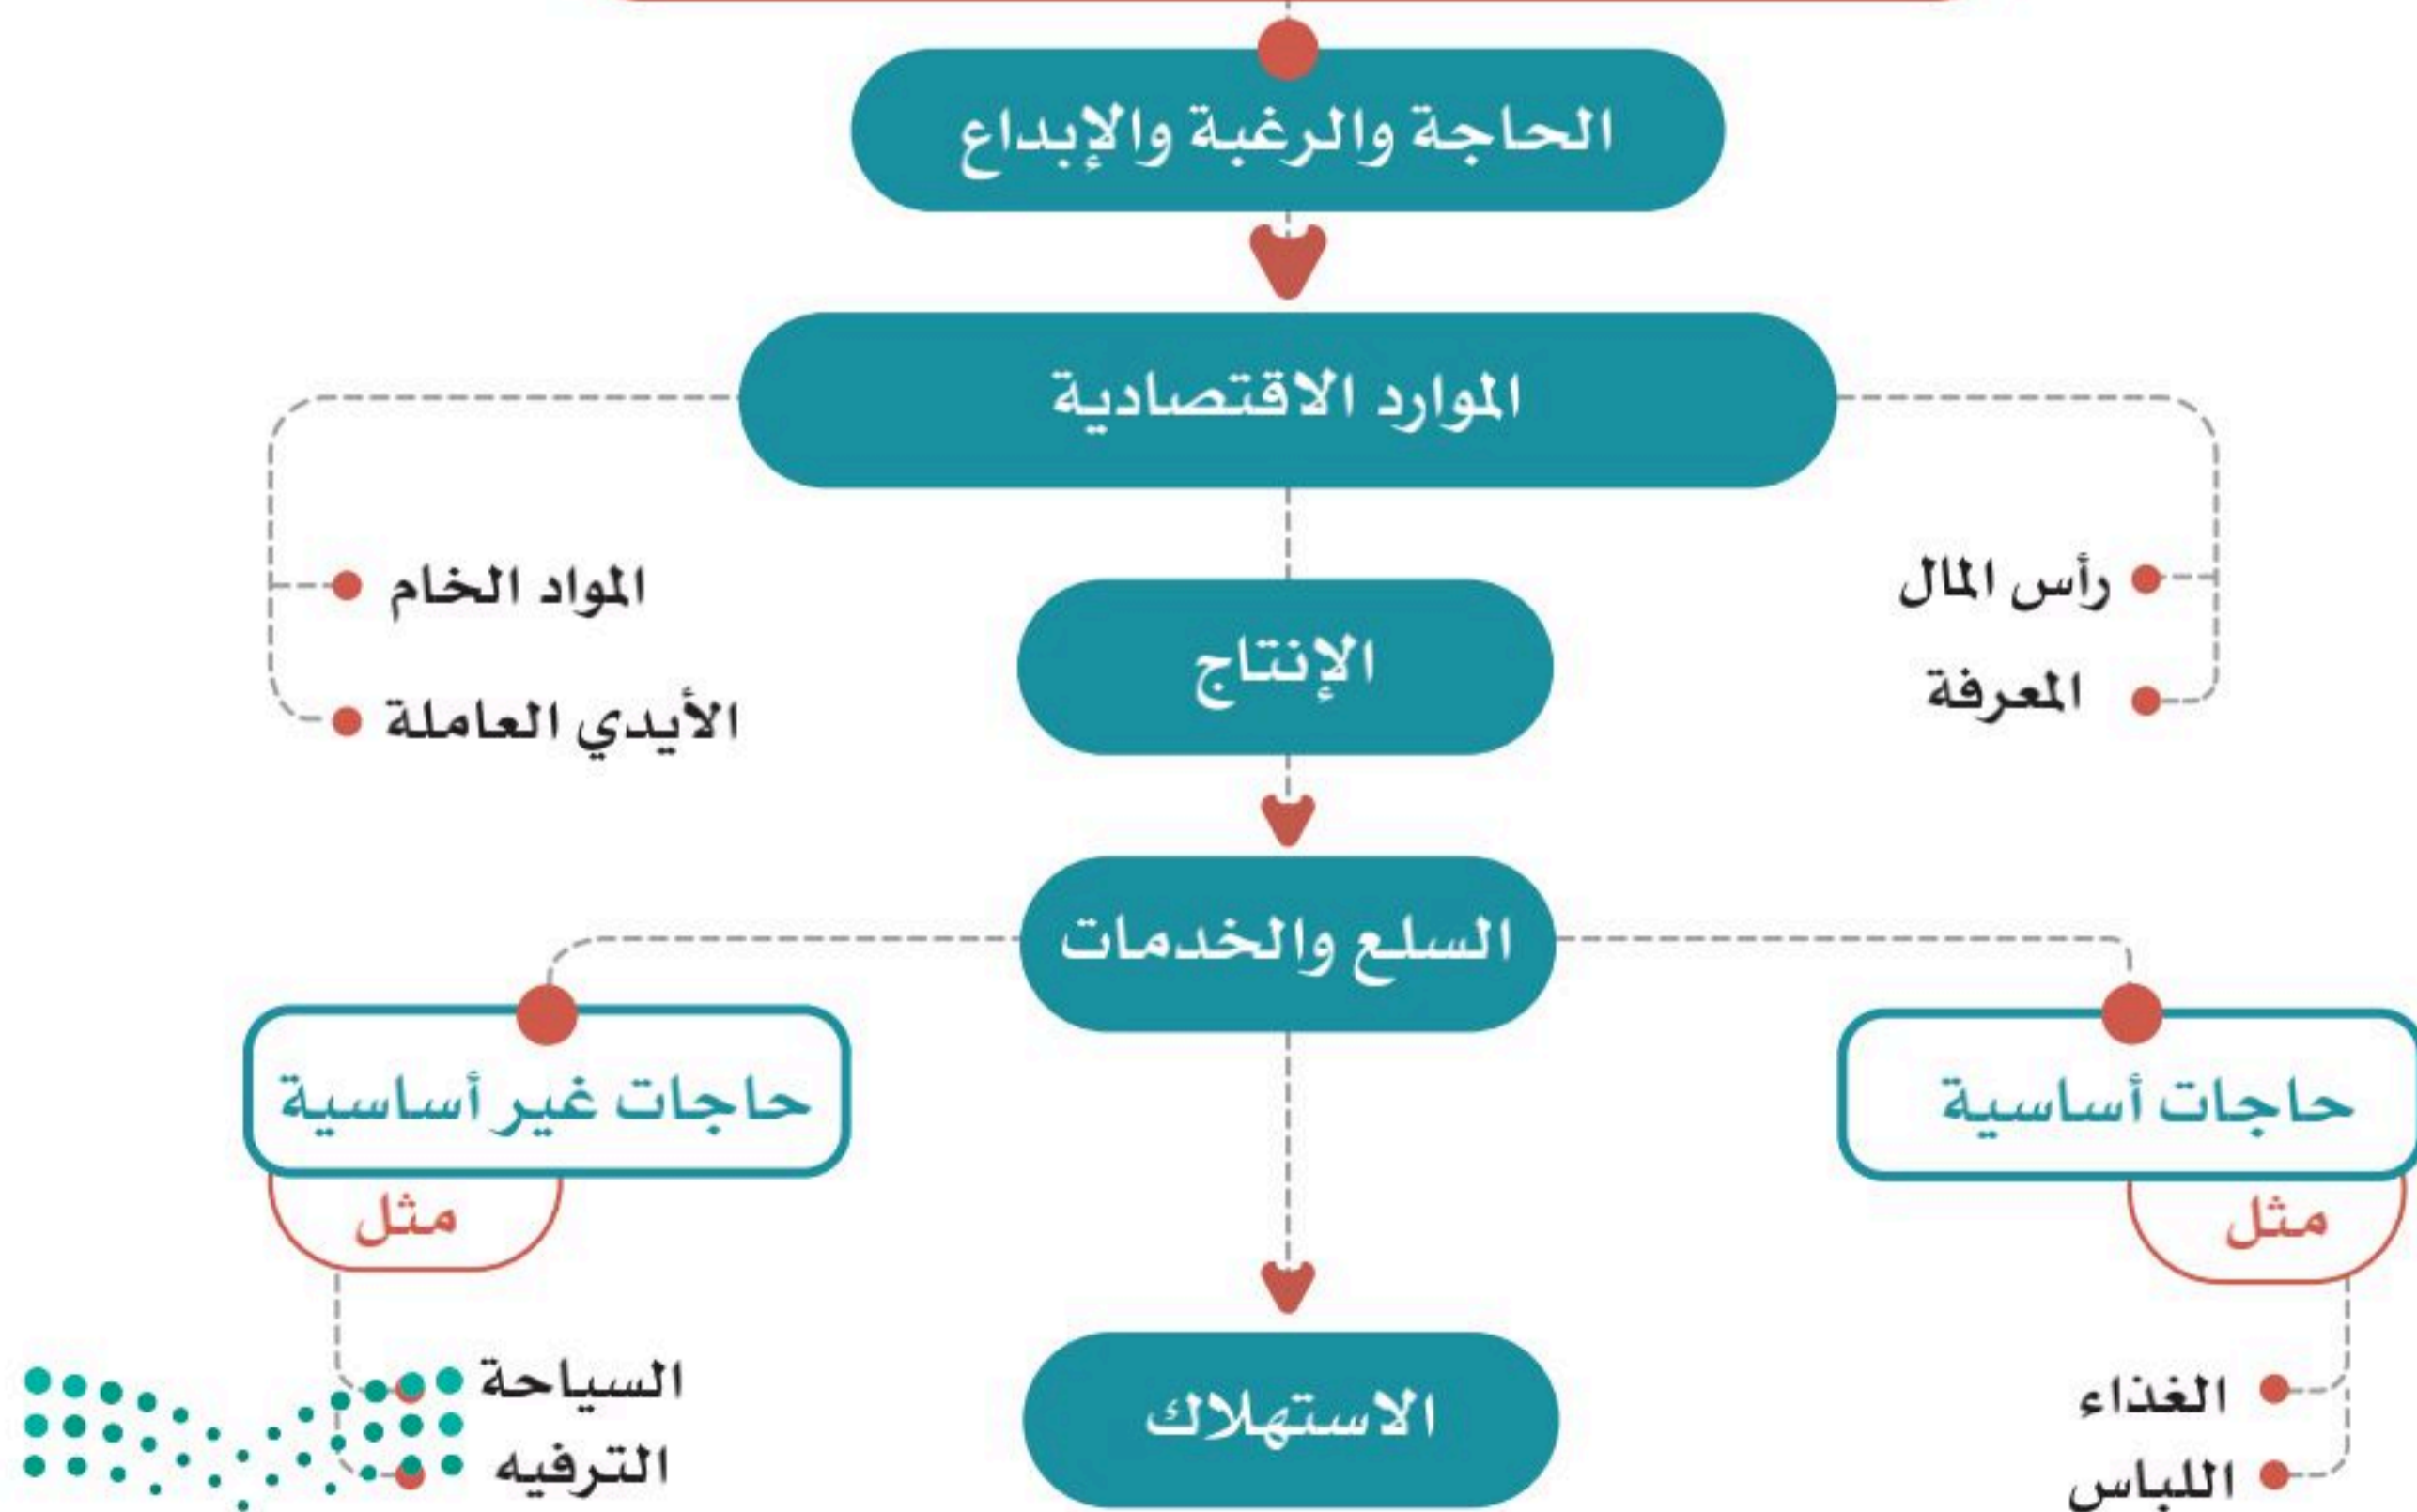 الحاجة والرغبة والإبداع
الموارد الاقتصادية
رأس المال
المعرفة
المواد الخام
الأيدي العاملة
الإنتاج
السلع والخدمات
حاجات أساسية
مثل
الغذاء
اللباس
حاجات غير أساسية
مثل
السياحة
الترفيه
الاستهلاك